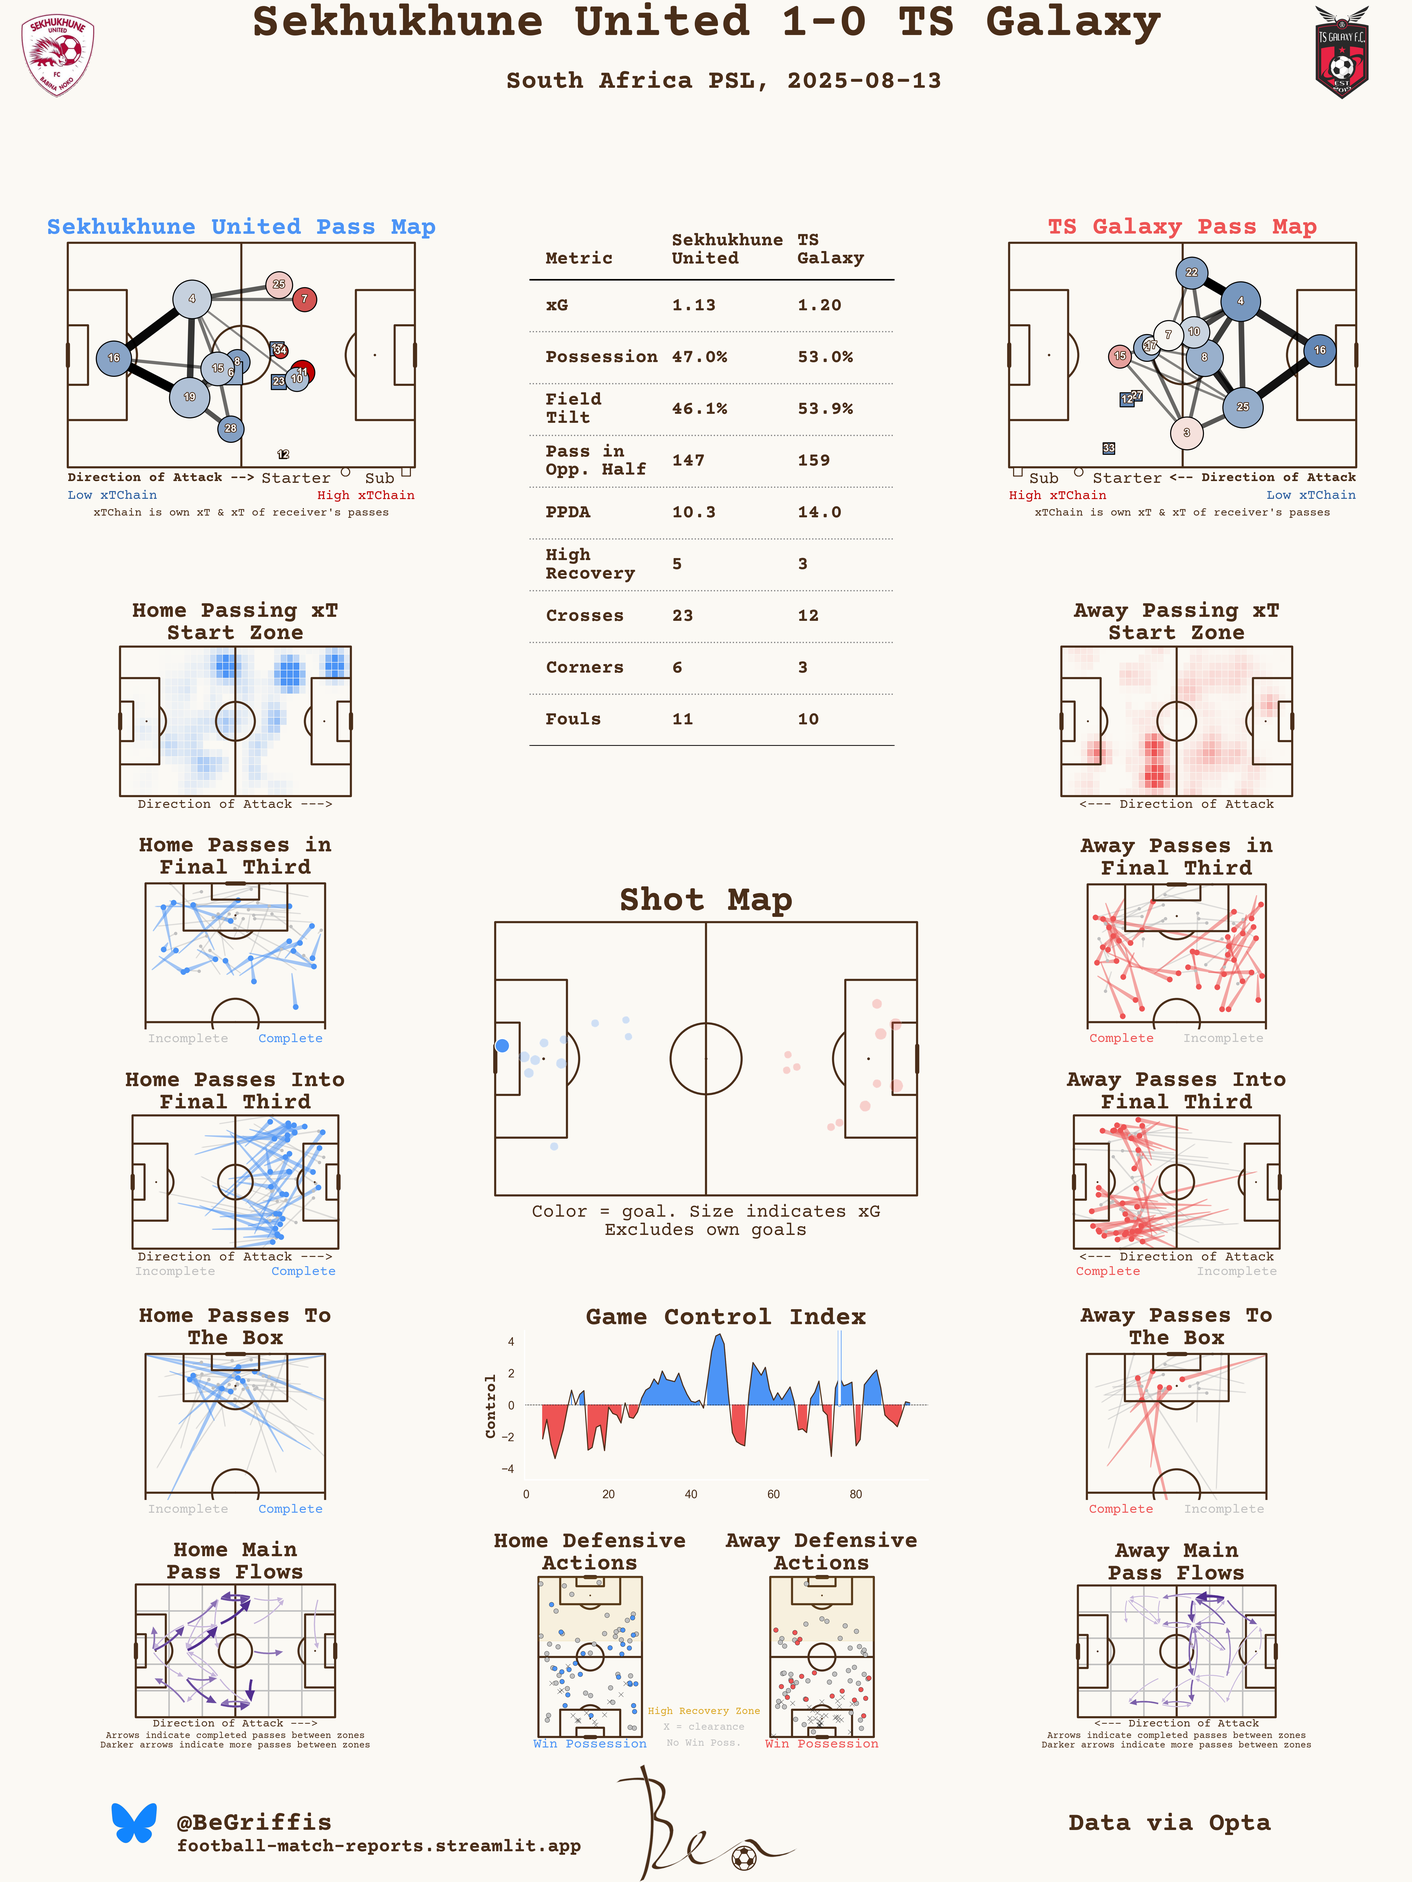 Sekhukhune United 1-0 TS Galaxy
South Africa PSL, 2025-08-13
SEKHUKHUNE
UNITED
FC
BABINA NOKO
TS GALAXY F.C.
EST
Sekhukhune United Pass Map
4
25
7
16
34
8
15
6
11
10
23
19
28
12
Direction of Attack --> Starter Sub
Low xTChain High xTChain
xTChain is own xT & xT of receiver's passes
Metric Sekhukhune United TS Galaxy
xG 1.13 1.20
Possession 47.0% 53.0%
Field Tilt 46.1% 53.9%
Pass in Opp. Half 147 159
PPDA 10.3 14.0
High Recovery 5 3
Crosses 23 12
Corners 6 3
Fouls 11 10
TS Galaxy Pass Map
22
4
7
10
17
15
8
16
12
27
25
3
33
Sub Starter <-- Direction of Attack
High xTChain Low xTChain
xTChain is own xT & xT of receiver's passes
Home Passing xT
Start Zone
Direction of Attack --->
Away Passing xT
Start Zone
<--- Direction of Attack
Home Passes in
Final Third
Incomplete Complete
Away Passes in
Final Third
Complete Incomplete
Shot Map
Color = goal. Size indicates xG
Excludes own goals
Home Passes Into
Final Third
Direction of Attack --->
Incomplete Complete
Away Passes Into
Final Third
<--- Direction of Attack
Complete Incomplete
Home Passes To
The Box
Incomplete Complete
Game Control Index
Control
4
2
0
−2
−4
0 20 40 60 80
Away Passes To
The Box
Complete Incomplete
Home Main
Pass Flows
Direction of Attack --->
Arrows indicate completed passes between zones
Darker arrows indicate more passes between zones
Home Defensive
Actions
Win Possession
High Recovery Zone
X = clearance
No Win Poss.
Away Defensive
Actions
Win Possession
Away Main
Pass Flows
<--- Direction of Attack
Arrows indicate completed passes between zones
Darker arrows indicate more passes between zones
@BeGriffis
football-match-reports.streamlit.app
Ben
Data via Opta